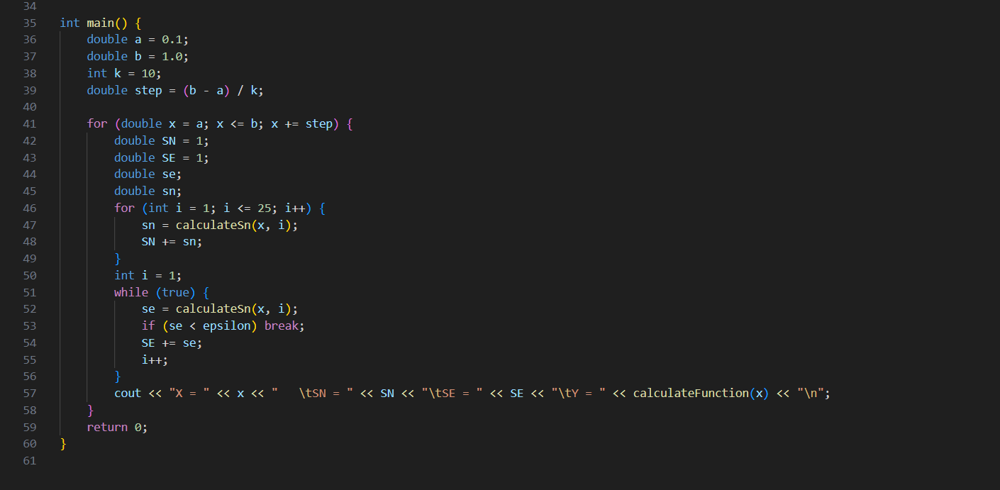 34
35 int main() {
36     double a = 0.1;
37     double b = 1.0;
38     int k = 10;
39     double step = (b - a) / k;
40
41     for (double x = a; x <= b; x += step) {
42         double SN = 1;
43         double SE = 1;
44         double se;
45         double sn;
46         for (int i = 1; i <= 25; i++) {
47             sn = calculateSn(x, i);
48             SN += sn;
49         }
50         int i = 1;
51         while (true) {
52             se = calculateSn(x, i);
53             if (se < epsilon) break;
54             SE += se;
55             i++;
56         }
57         cout << "X = " << x << "   \tSN = " << SN << "\tSE = " << SE << "\tY = " << calculateFunction(x) << "\n";
58     }
59     return 0;
60 }
61